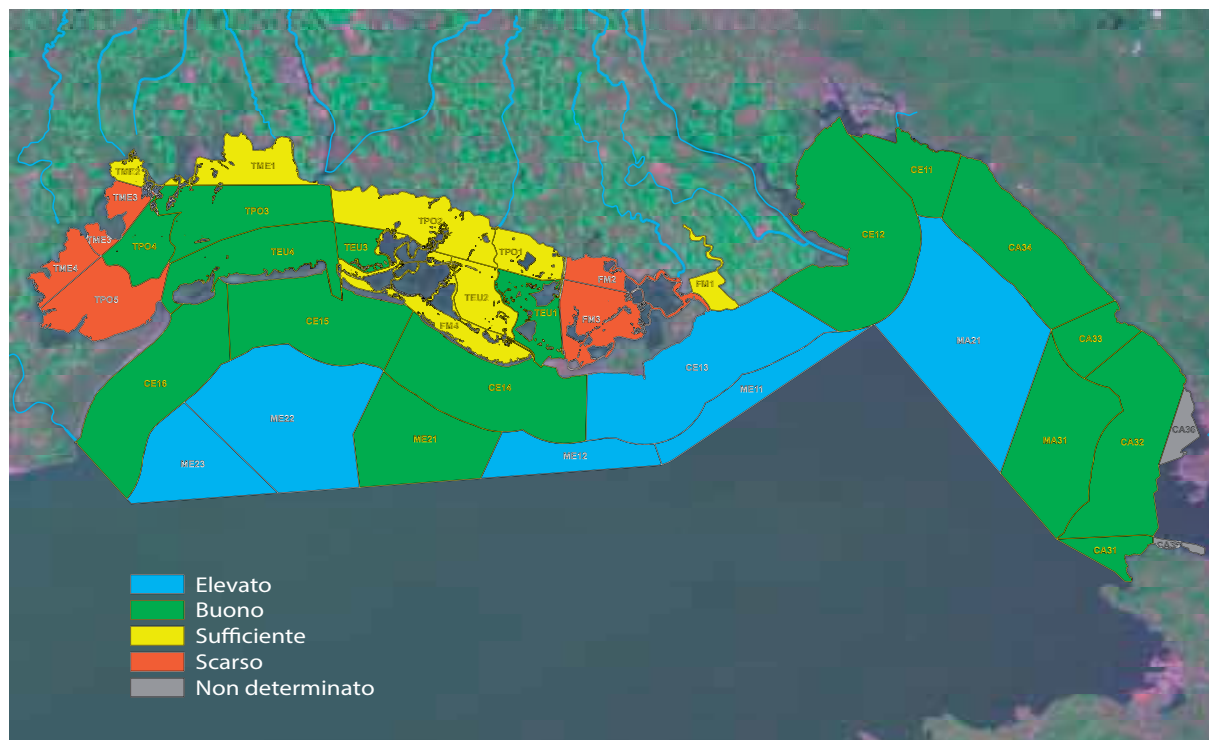 TME1
TME2
CE11
TME3
TPO3
TPO2
CE12
TME3
TPO4
TEU4
TEU3
TPO1
CA34
TME4
FM2
FM1
TPO5
TEU2
TEU1
FM3
CE15
FM4
CA33
MA21
CE16
CE14
CE13
ME11
ME22
ME21
MA31
CA32
CA36
ME23
ME12
CA31
Elevato
Buono
Sufficiente
Scarso
Non determinato